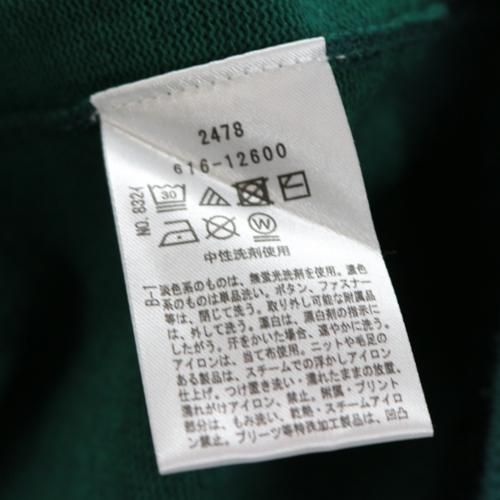 2478
616-12600
NO. 8324
30
W
中性洗剤使用
B-1
淡色系のものは、無蛍光洗剤を使用。濃色
系のものは単品洗い、ボタン、ファスナー
等は、閉じて洗う。取り外し可能な附属品
は、外して洗う。漂白は、漂白剤の指示に
したがう。汗をかいた場合、速やかに洗う。
アイロンは、当て布使用。ニットや毛足の
ある製品は、スチームでの浮かしアイロン
仕上げ。つけ置き洗い・濡れたままの放置、
濡れがけアイロン、禁止。附属・プリント
部分は、もみ洗い、乾熱・スチームアイロ
ン禁止。プリーツ等特殊加工製品は、凹凸